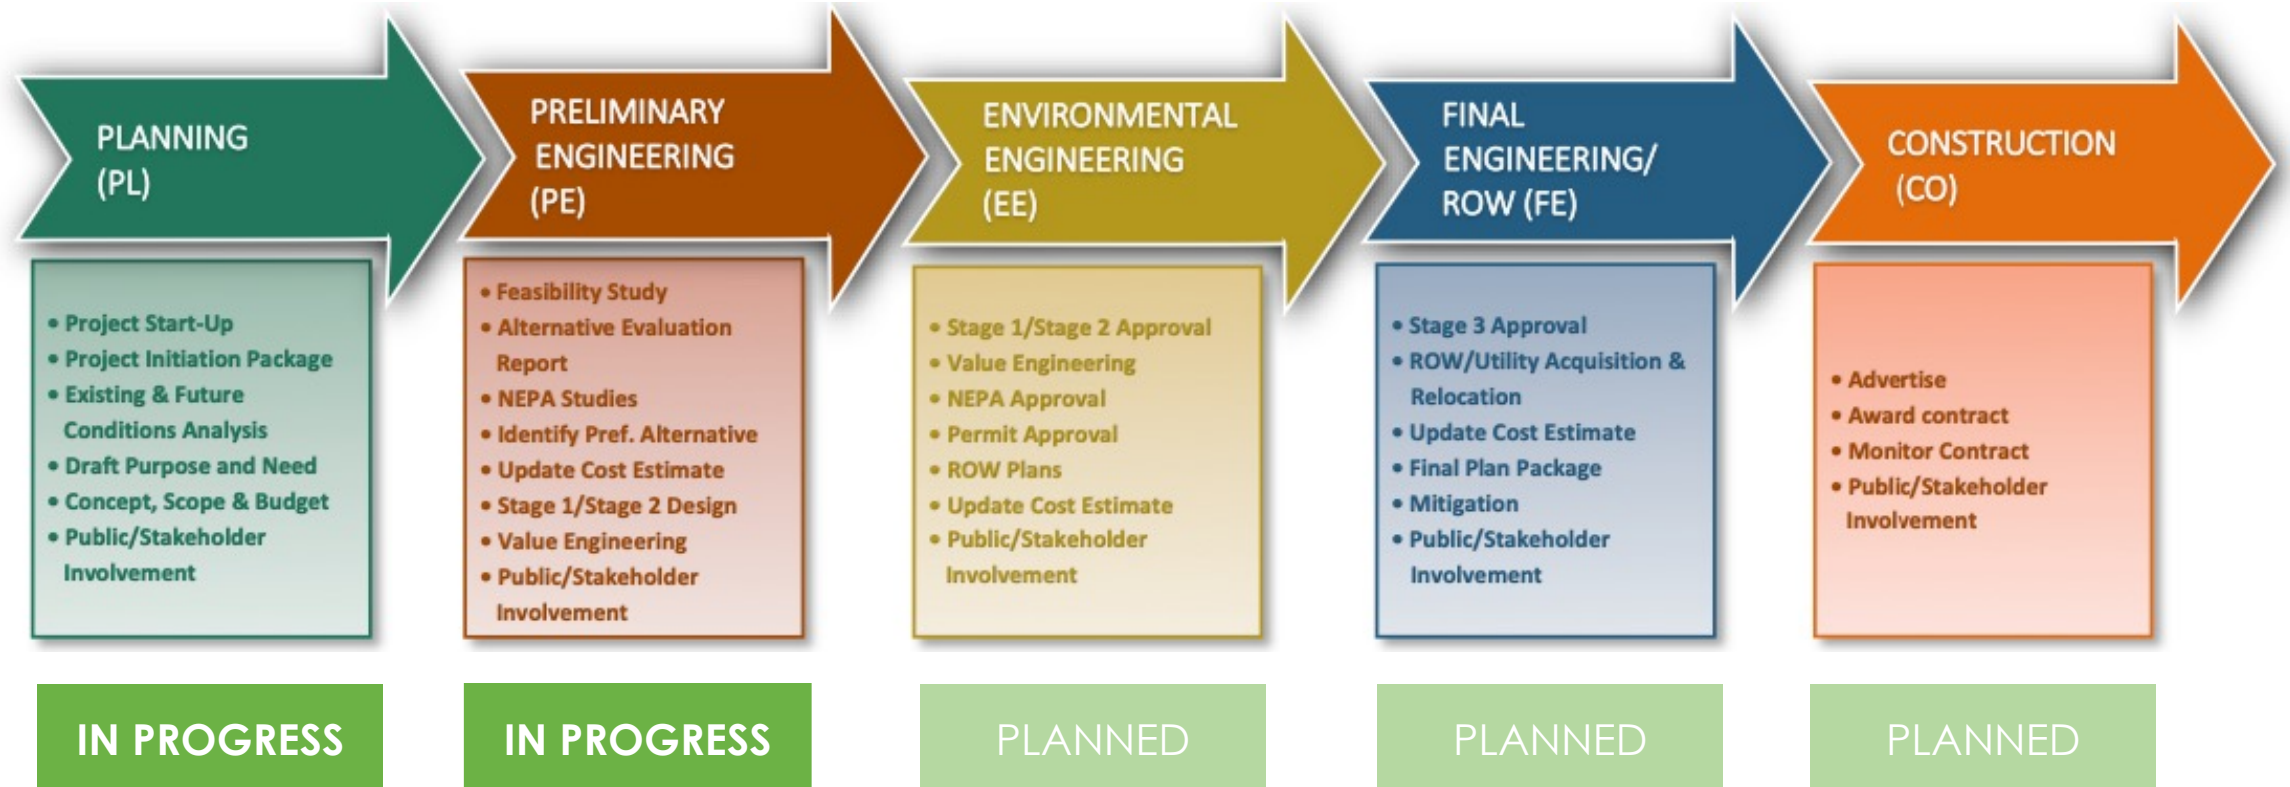 PLANNING
(PL)
• Project Start-Up
• Project Initiation Package
• Existing & Future
Conditions Analysis
• Draft Purpose and Need
• Concept, Scope & Budget
• Public/Stakeholder
Involvement
IN PROGRESS
PRELIMINARY
ENGINEERING
(PE)
• Feasibility Study
• Alternative Evaluation
Report
• NEPA Studies
• Identify Pref. Alternative
• Update Cost Estimate
• Stage 1/Stage 2 Design
• Value Engineering
• Public/Stakeholder
Involvement
IN PROGRESS
ENVIRONMENTAL
ENGINEERING
(EE)
• Stage 1/Stage 2 Approval
• Value Engineering
• NEPA Approval
• Permit Approval
• ROW Plans
• Update Cost Estimate
• Public/Stakeholder
Involvement
PLANNED
FINAL
ENGINEERING/
ROW (FE)
• Stage 3 Approval
• ROW/Utility Acquisition &
Relocation
• Update Cost Estimate
• Final Plan Package
• Mitigation
• Public/Stakeholder
Involvement
PLANNED
CONSTRUCTION
(CO)
• Advertise
• Award contract
• Monitor Contract
• Public/Stakeholder
Involvement
PLANNED